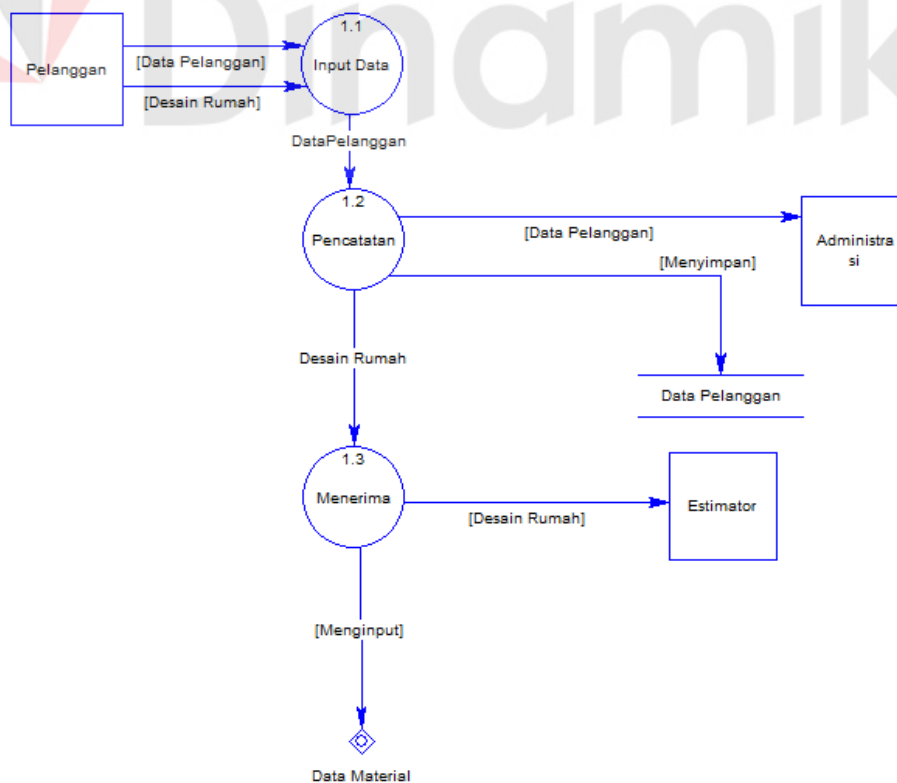 Dinamik
1.1
Pelanggan
[Data Pelanggan]
Input Data
[Desain Rumah]
DataPelanggan
1.2
Pencatatan
[Data Pelanggan]
Administra
si
[Menyimpan]
Desain Rumah
Data Pelanggan
1.3
Menerima
[Desain Rumah]
Estimator
[Menginput]
Data Material